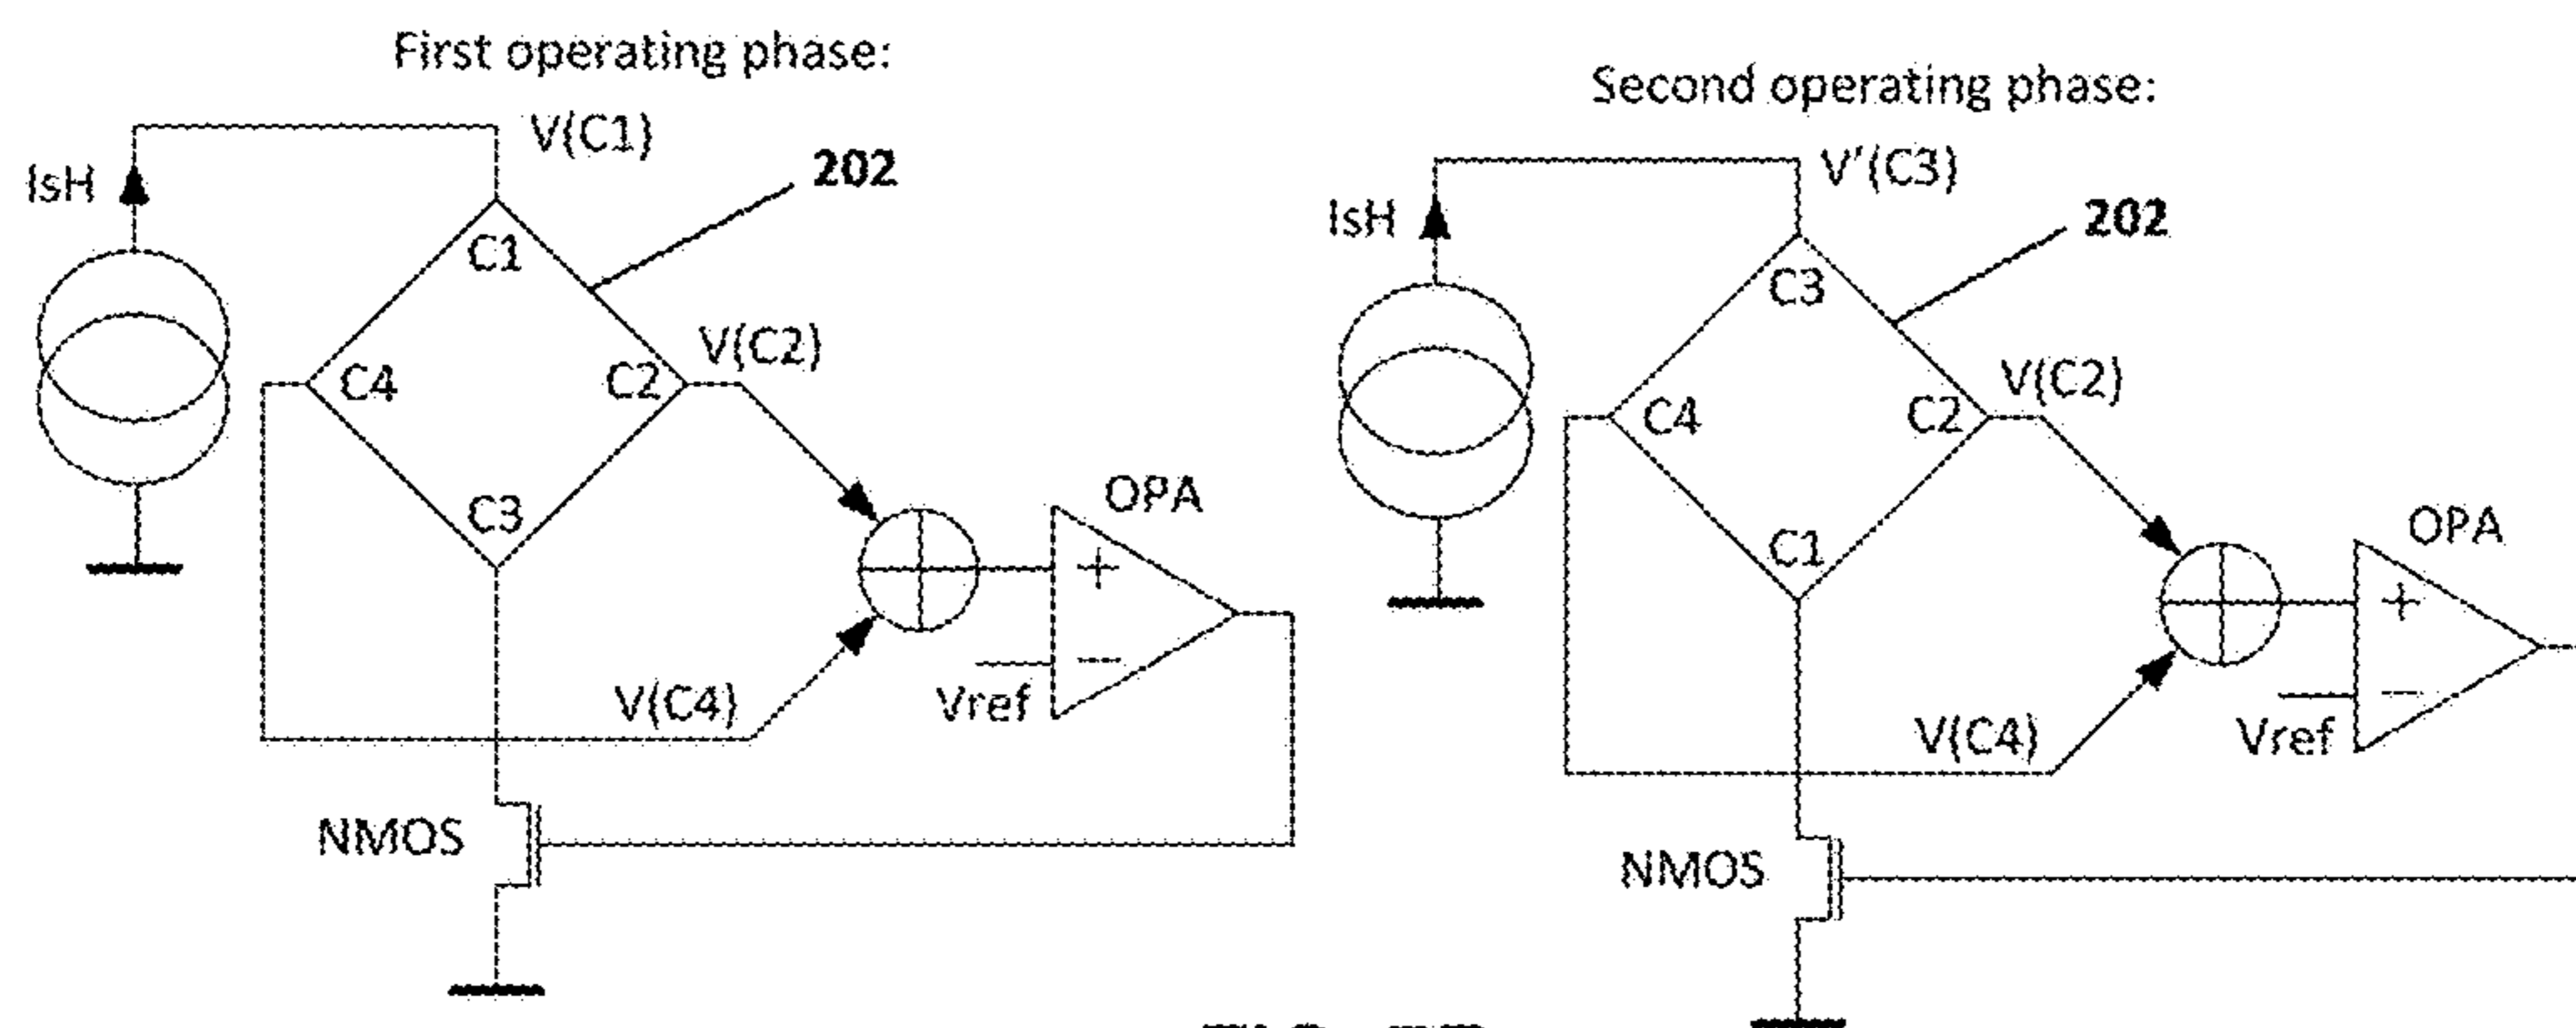 First operating phase:
V(C1)
IsH
202
C1
C4
C2
V(C2)
C3
OPA
+
−
V(C4)
Vref
NMOS
Second operating phase:
V'(C3)
IsH
202
C3
C4
C2
V(C2)
C1
OPA
+
−
V(C4)
Vref
NMOS